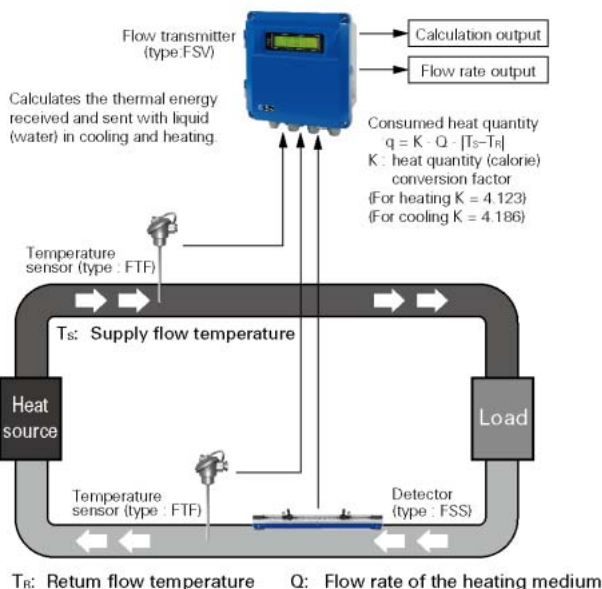 Flow transmitter
(type:FSV)
Calculation output
Flow rate output
Calculates the thermal energy
received and sent with liquid
(water) in cooling and heating.
Consumed heat quantity
q = K · Q · |Ts–TR|
K : heat quantity (calorie)
conversion factor
{For heating K = 4.123}
{For cooling K = 4.186}
Temperature
sensor (type : FTF)
Ts: Supply flow temperature
Heat
source
Load
Temperature
sensor (type : FTF)
Detector
(type : FSS)
TR: Return flow temperature
Q: Flow rate of the heating medium